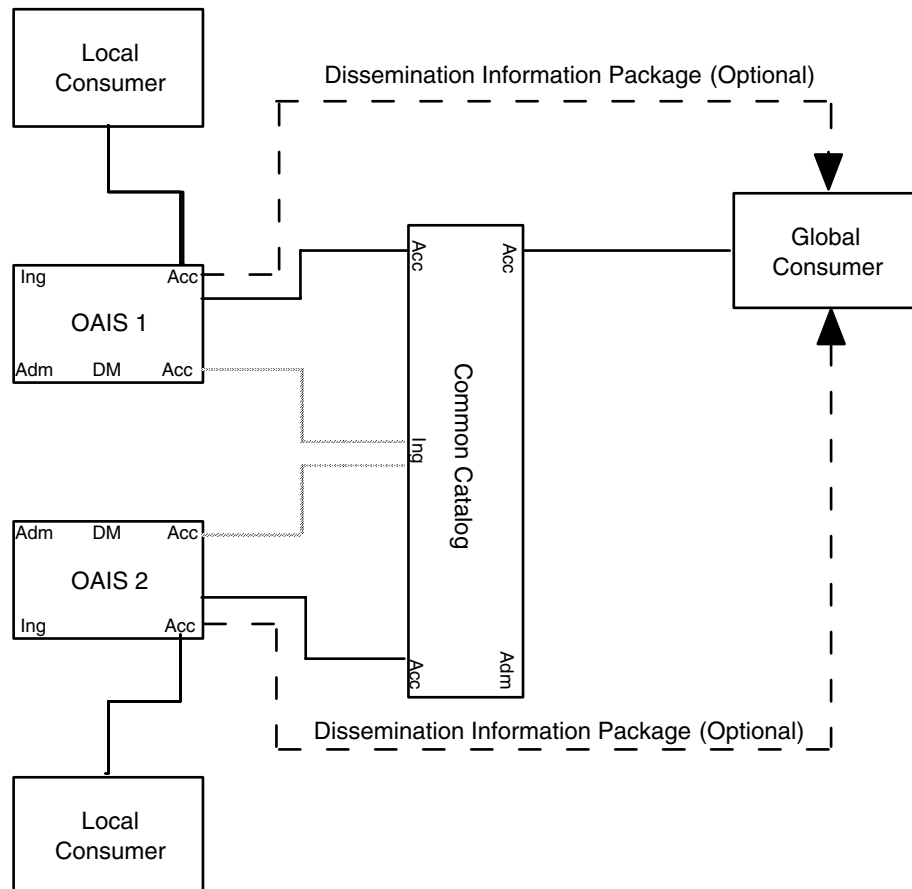 Local
Consumer
Dissemination Information Package (Optional)
Global
Consumer
Ing
Acc
OAIS 1
Adm
DM
Acc
Acc
Acc
Ing
Common Catalog
Acc
Adm
Adm
DM
Acc
OAIS 2
Ing
Acc
Dissemination Information Package (Optional)
Local
Consumer